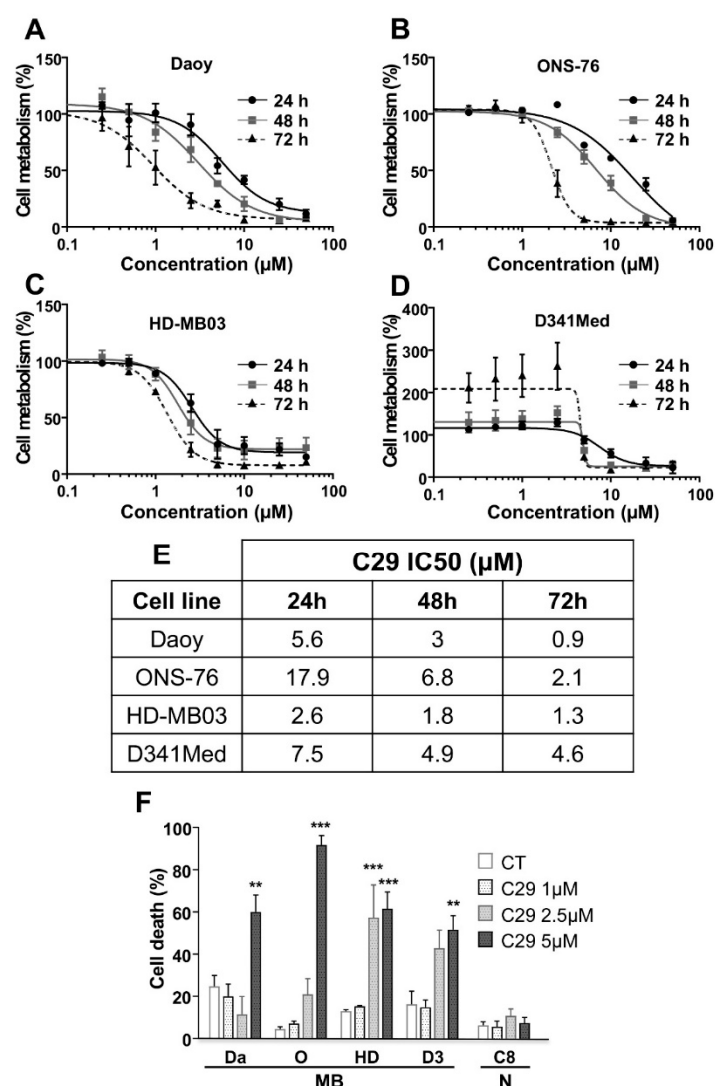 A
Daoy
Cell metabolism (%)
150
100
50
0
0.1
1
10
100
Concentration (µM)
24 h
48 h
72 h
B
ONS-76
Cell metabolism (%)
150
100
50
0
0.1
1
10
100
Concentration (µM)
24 h
48 h
72 h
C
HD-MB03
Cell metabolism (%)
150
100
50
0
0.1
1
10
100
Concentration (µM)
24 h
48 h
72 h
D
D341Med
Cell metabolism (%)
400
300
200
100
0
0.1
1
10
100
Concentration (µM)
24 h
48 h
72 h
E
C29 IC50 (µM)
Cell line 24h 48h 72h
Daoy 5.6 3 0.9
ONS-76 17.9 6.8 2.1
HD-MB03 2.6 1.8 1.3
D341Med 7.5 4.9 4.6
F
Cell death (%)
100
80
60
40
20
0
**
***
***
***
**
CT
C29 1µM
C29 2.5µM
C29 5µM
Da O HD D3 C8
MB N